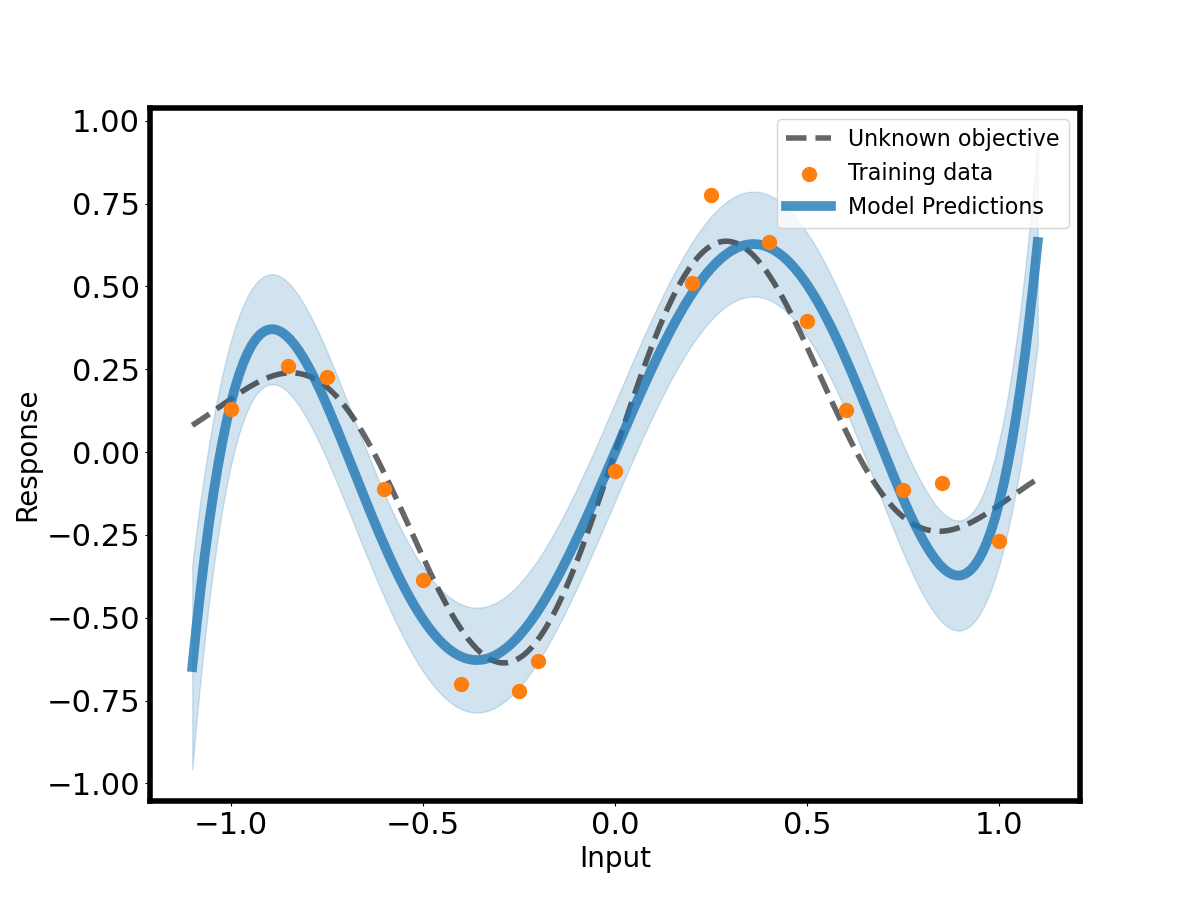 Unknown objective
Training data
Model Predictions
1.00
0.75
0.50
0.25
0.00
−0.25
−0.50
−0.75
−1.00
Response
−1.0 −0.5 0.0 0.5 1.0
Input